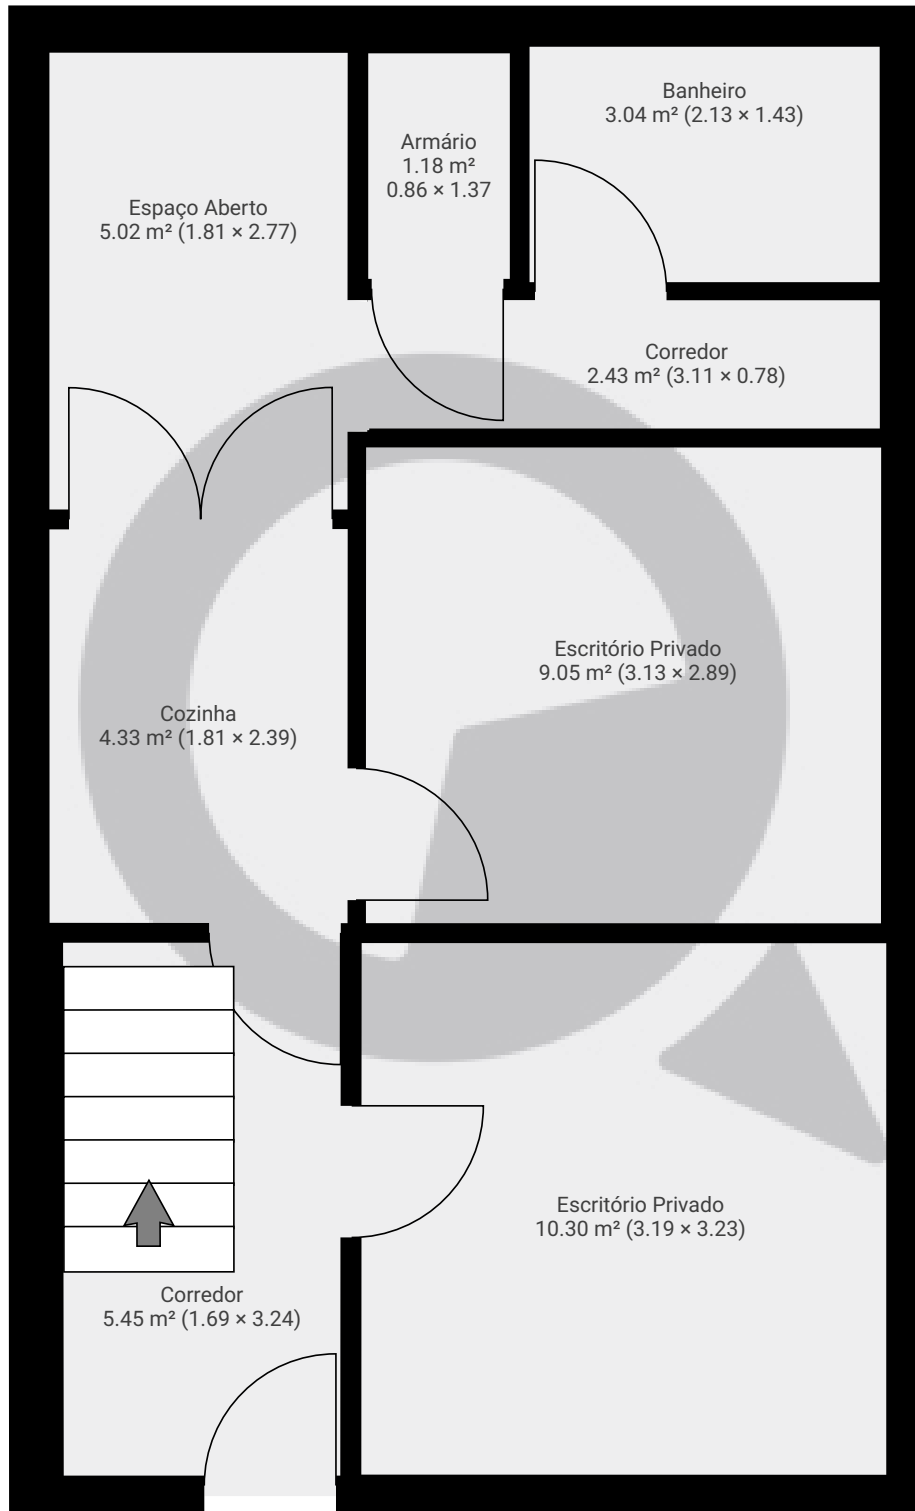 Banheiro
3.04 m² (2.13 × 1.43)
Armário
1.18 m²
0.86 × 1.37
Espaço Aberto
5.02 m² (1.81 × 2.77)
Corredor
2.43 m² (3.11 × 0.78)
Escritório Privado
9.05 m² (3.13 × 2.89)
Cozinha
4.33 m² (1.81 × 2.39)
Escritório Privado
10.30 m² (3.19 × 3.23)
Corredor
5.45 m² (1.69 × 3.24)